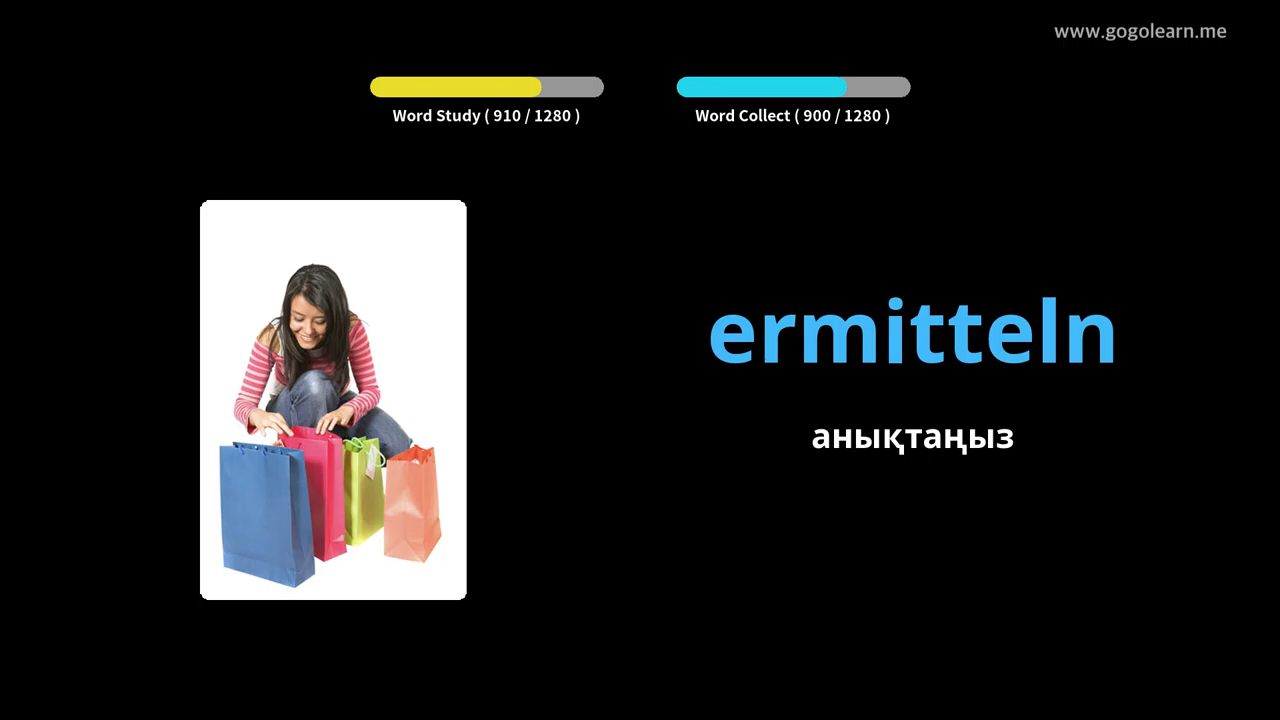 www.gogolearn.me
Word Study ( 910 / 1280 )
Word Collect ( 900 / 1280 )
ermitteln
анықтаңыз